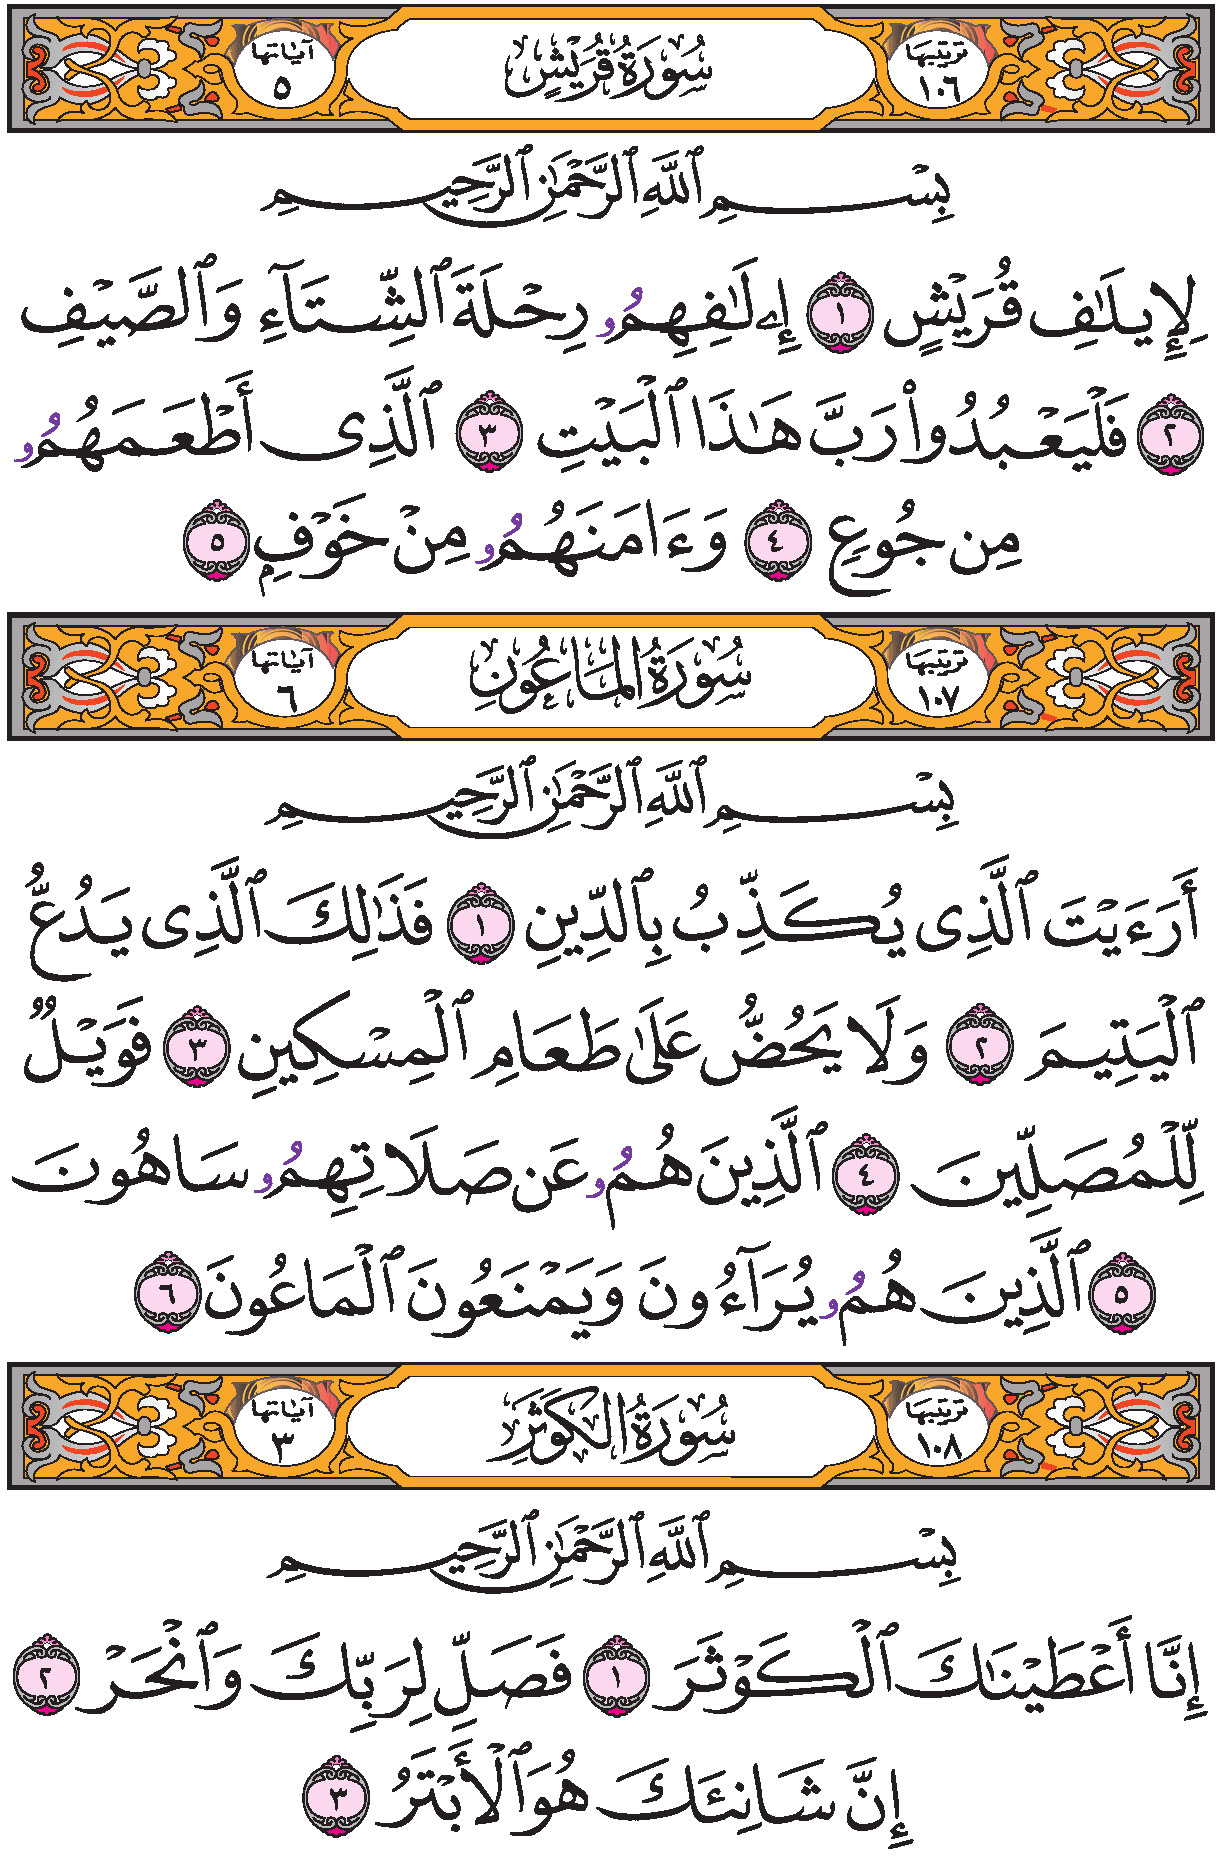 ترتيبها ١٠٦ سُورَةُ قُرَيْشٍ آياتها ٥
بِسْمِ ٱللَّهِ ٱلرَّحْمَٰنِ ٱلرَّحِيمِ
لِإِيلَٰفِ قُرَيْشٍ ١ إِۦلَٰفِهِمُۥ رِحْلَةَ ٱلشِّتَآءِ وَٱلصَّيْفِ
٢ فَلْيَعْبُدُوا۟ رَبَّ هَٰذَا ٱلْبَيْتِ ٣ ٱلَّذِى أَطْعَمَهُمُۥ
مِن جُوعٍ ٤ وَءَامَنَهُمُۥ مِنْ خَوْفٍۭ ٥
ترتيبها ١٠٧ سُورَةُ المَاعُونِ آياتها ٦
بِسْمِ ٱللَّهِ ٱلرَّحْمَٰنِ ٱلرَّحِيمِ
أَرَءَيْتَ ٱلَّذِى يُكَذِّبُ بِٱلدِّينِ ١ فَذَٰلِكَ ٱلَّذِى يَدُعُّ
ٱلْيَتِيمَ ٢ وَلَا يَحُضُّ عَلَىٰ طَعَامِ ٱلْمِسْكِينِ ٣ فَوَيْلٌ
لِّلْمُصَلِّينَ ٤ ٱلَّذِينَ هُمُۥ عَن صَلَاتِهِمُۥ سَاهُونَ
٥ ٱلَّذِينَ هُمُۥ يُرَآءُونَ وَيَمْنَعُونَ ٱلْمَاعُونَ ٦
ترتيبها ١٠٨ سُورَةُ الكَوْثَرِ آياتها ٣
بِسْمِ ٱللَّهِ ٱلرَّحْمَٰنِ ٱلرَّحِيمِ
إِنَّا أَعْطَيْنَٰكَ ٱلْكَوْثَرَ ١ فَصَلِّ لِرَبِّكَ وَٱنْحَرْ ٢
إِنَّ شَانِئَكَ هُوَ ٱلْأَبْتَرُ ٣